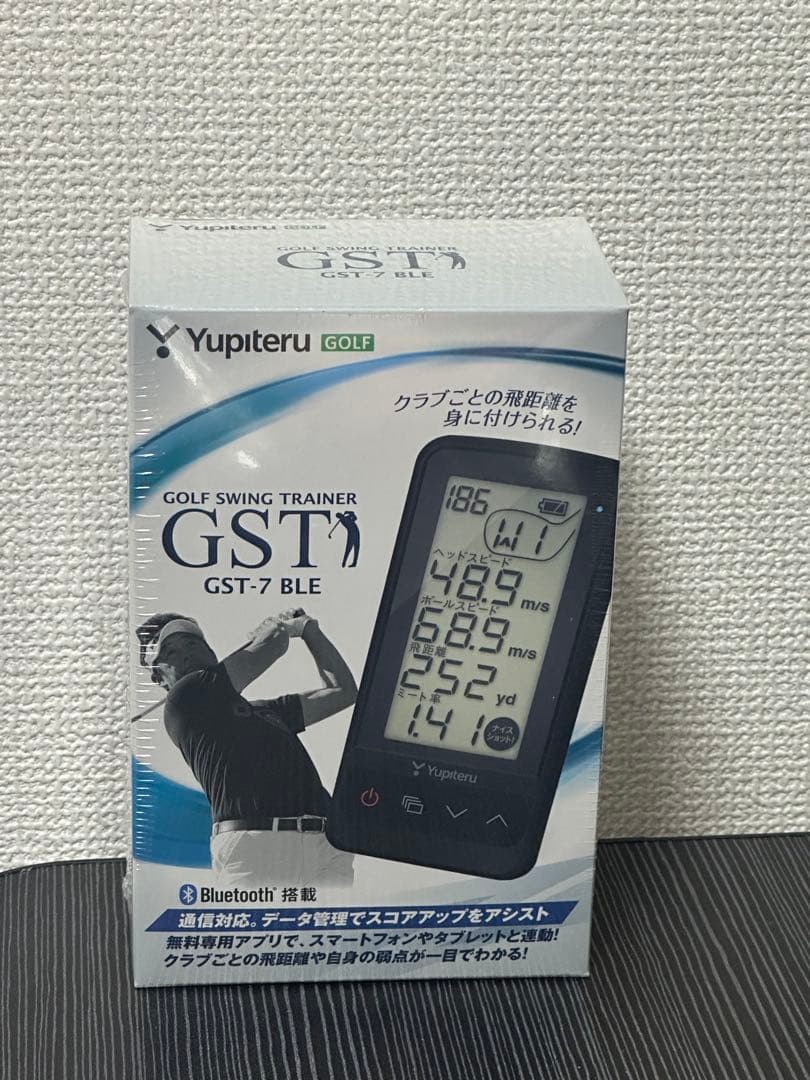 Yupiteru GOLF
GOLF SWING TRAINER
GST
GST-7 BLE
Yupiteru GOLF
クラブごとの飛距離を
身に付けられる!
GOLF SWING TRAINER
GST
GST-7 BLE
186
W1
ヘッドスピード
48.9 m/s
ボールスピード
68.9 m/s
飛距離
252 yd
ミート率
1.41 ナイス
ショット!
Yupiteru
Bluetooth® 搭載
通信対応。データ管理でスコアアップをアシスト
無料専用アプリで、スマートフォンやタブレットと連動!
クラブごとの飛距離や自身の弱点が一目でわかる!